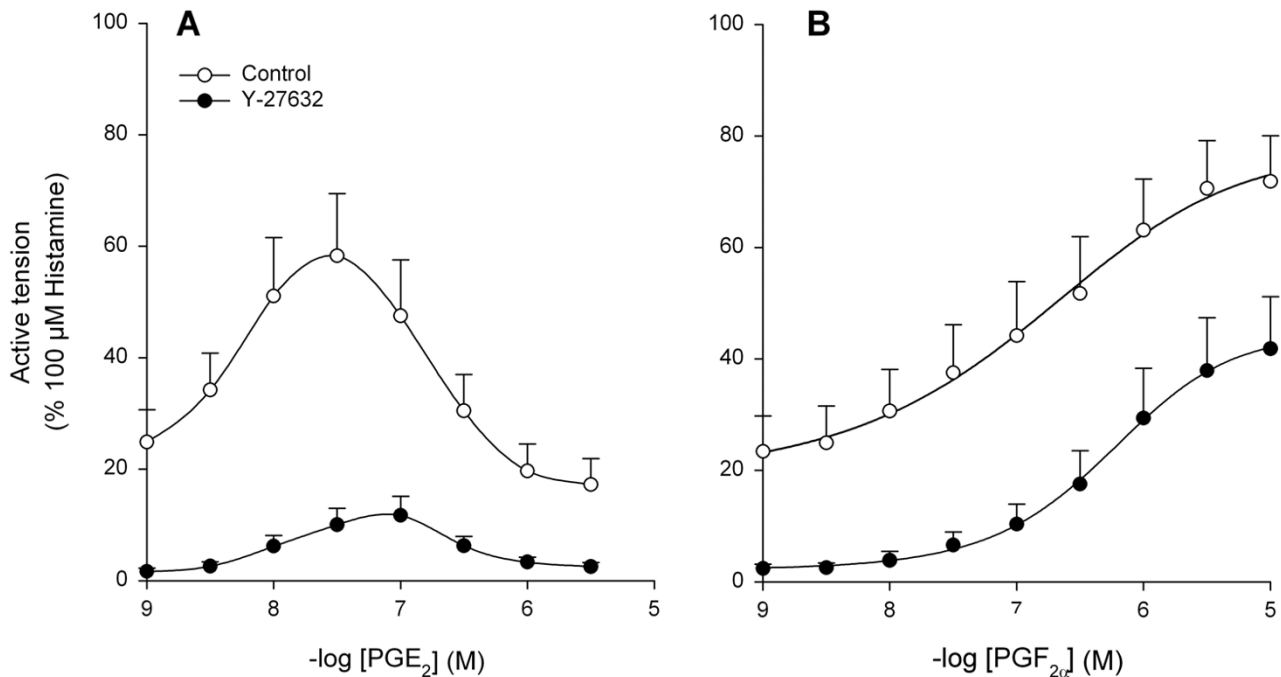 A
B
Control
Y-27632
Active tension
(% 100 µM Histamine)
100
80
60
40
20
0
9 8 7 6 5
-log [PGE₂] (M)
100
80
60
40
20
0
9 8 7 6 5
-log [PGF₂α] (M)